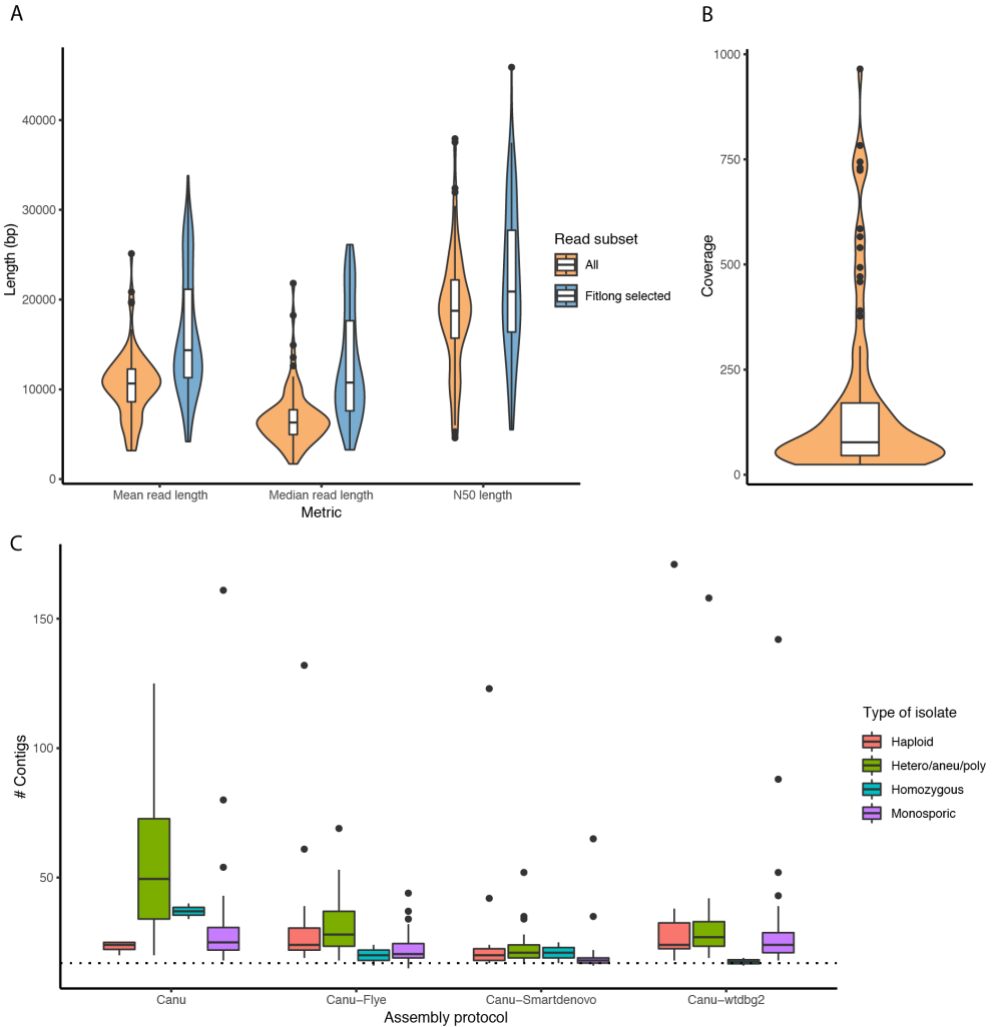 A
B
Length (bp)
40000
30000
20000
10000
0
Mean read length
Median read length
N50 length
Metric
Read subset
All
Fitlong selected
Coverage
1000
750
500
250
0
C
# Contigs
150
100
50
Canu
Canu−Flye
Canu−Smartdenovo
Canu−wtdbg2
Assembly protocol
Type of isolate
Haploid
Hetero/aneu/poly
Homozygous
Monosporic